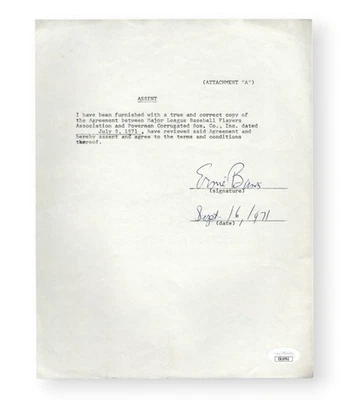 (ATTACHMENT "A")
ASSENT
I have been furnished with a true and correct copy of
the Agreement between Major League Baseball Players
Association and Powerman Corrugated Box, Co., Inc. dated
July 8, 1971, have reviewed said Agreement and
hereby assent and agree to the terms and conditions
thereof.
Ernie Banks
(signature)
Sept. 16, 1971
(date)